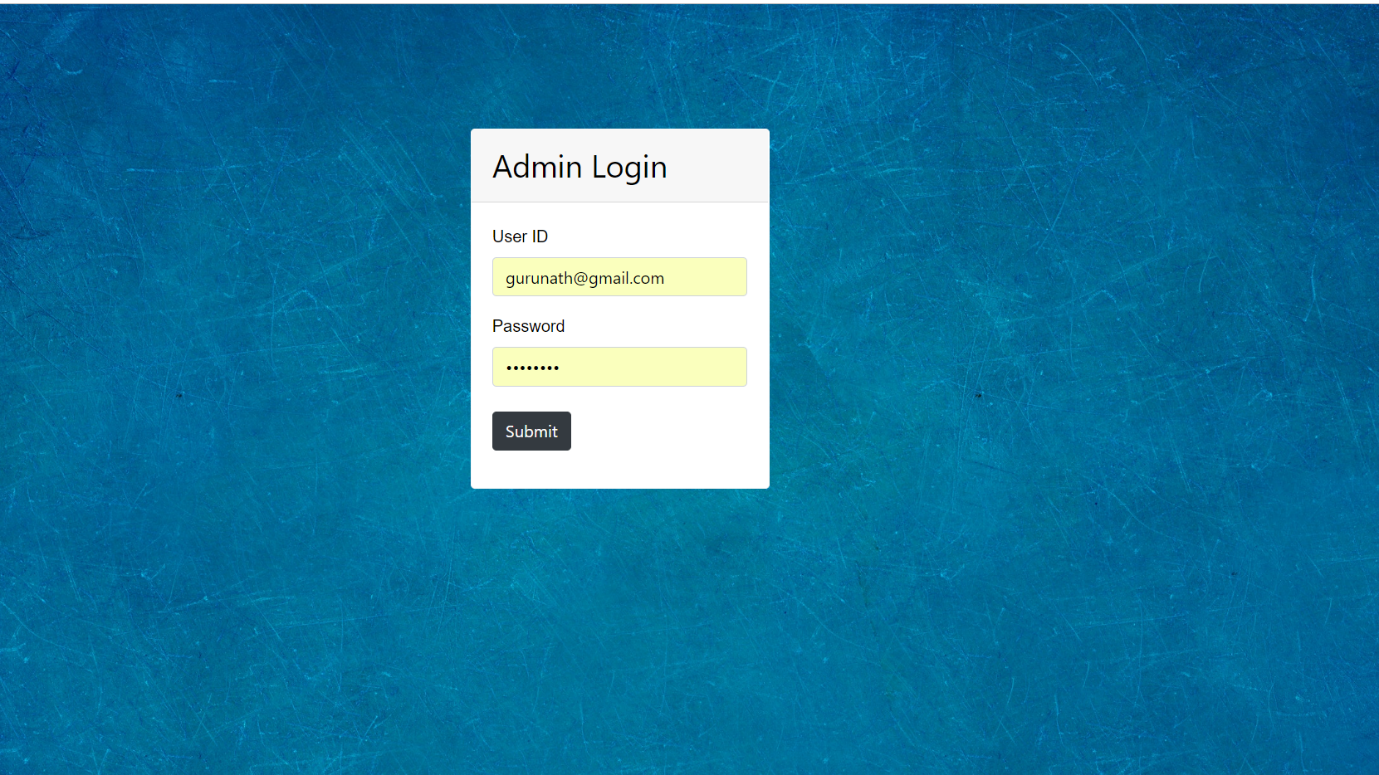 Admin Login
User ID
gurunath@gmail.com
Password
••••••••
Submit